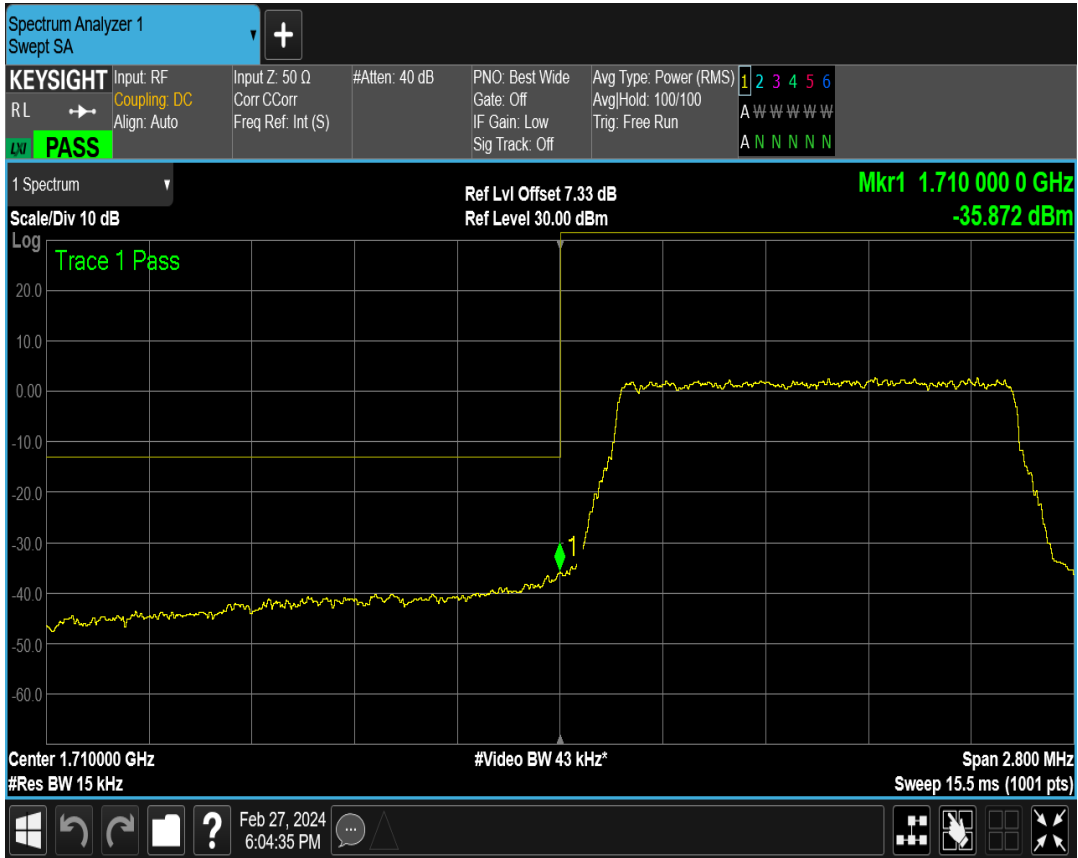 Spectrum Analyzer 1
Swept SA
+
KEYSIGHT
RL
LXI PASS
Input: RF
Coupling: DC
Align: Auto
Input Z: 50 Ω
Corr CCorr
Freq Ref: Int (S)
#Atten: 40 dB
PNO: Best Wide
Gate: Off
IF Gain: Low
Sig Track: Off
Avg Type: Power (RMS)
Avg|Hold: 100/100
Trig: Free Run
1 2 3 4 5 6
A W W W W W
A N N N N N
1 Spectrum
Scale/Div 10 dB
Log
Ref Lvl Offset 7.33 dB
Ref Level 30.00 dBm
Mkr1 1.710 000 0 GHz
-35.872 dBm
Trace 1 Pass
20.0
10.0
0.00
-10.0
-20.0
-30.0
-40.0
-50.0
-60.0
1
Center 1.710000 GHz
#Res BW 15 kHz
#Video BW 43 kHz*
Span 2.800 MHz
Sweep 15.5 ms (1001 pts)
?
Feb 27, 2024
6:04:35 PM